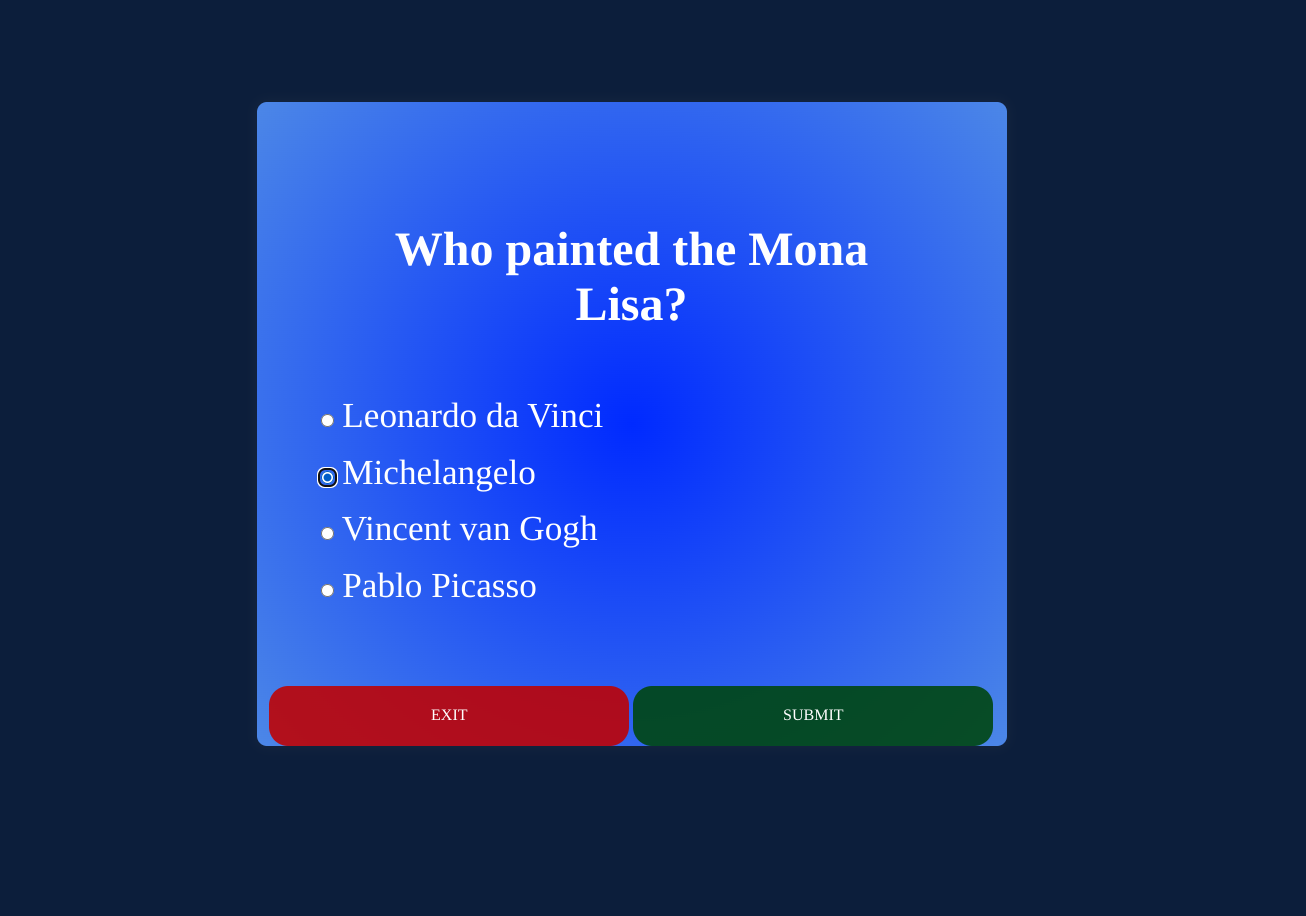 Who painted the Mona
Lisa?
Leonardo da Vinci
Michelangelo
Vincent van Gogh
Pablo Picasso
EXIT
SUBMIT